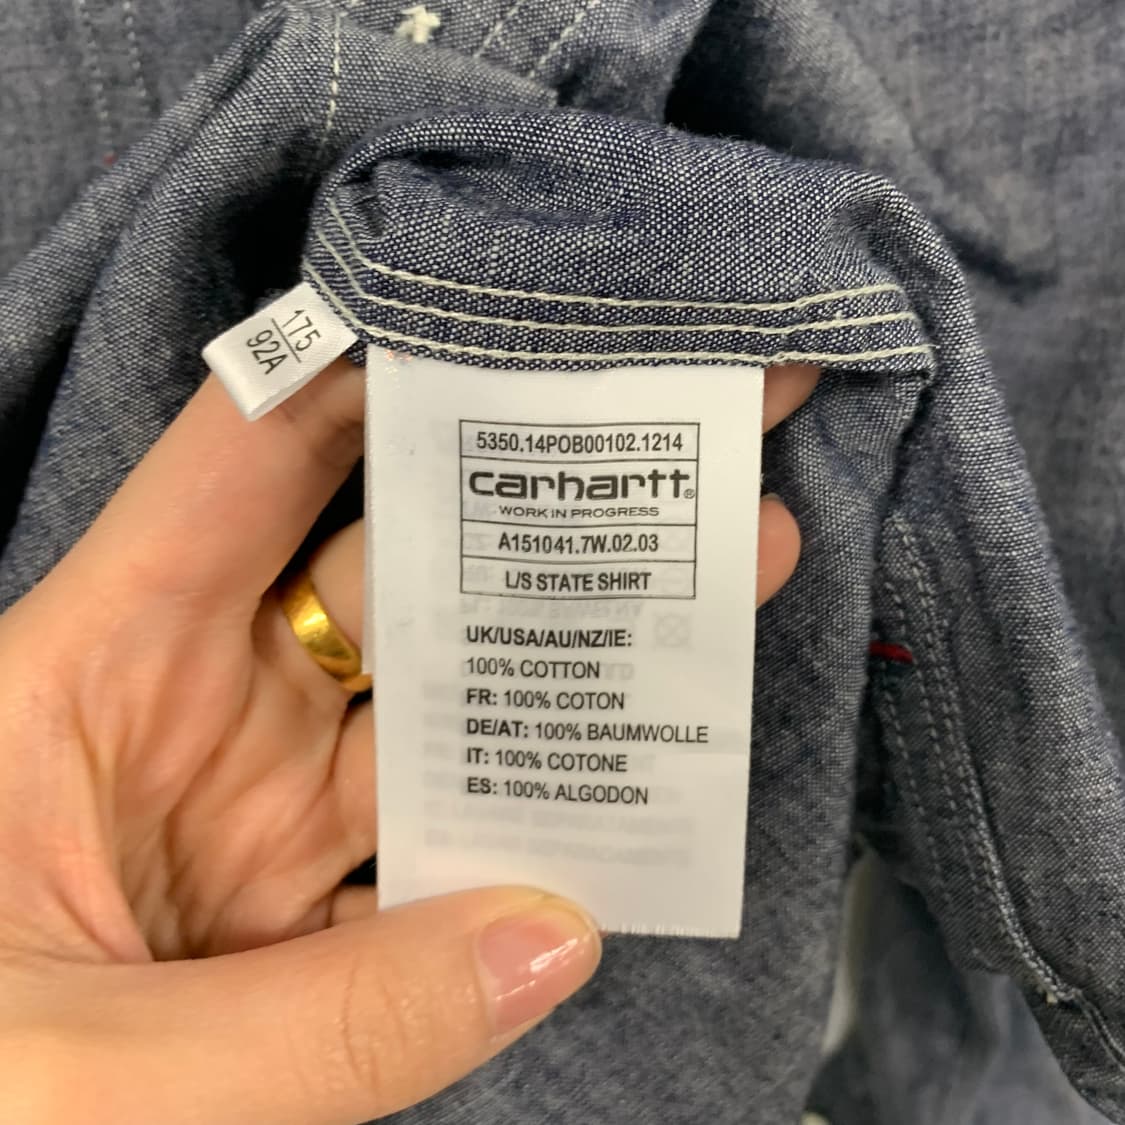 175
92A
5350.14POB00102.1214
carhartt®
WORK IN PROGRESS
A151041.7W.02.03
L/S STATE SHIRT
UK/USA/AU/NZ/IE:
100% COTTON
FR: 100% COTON
DE/AT: 100% BAUMWOLLE
IT: 100% COTONE
ES: 100% ALGODON